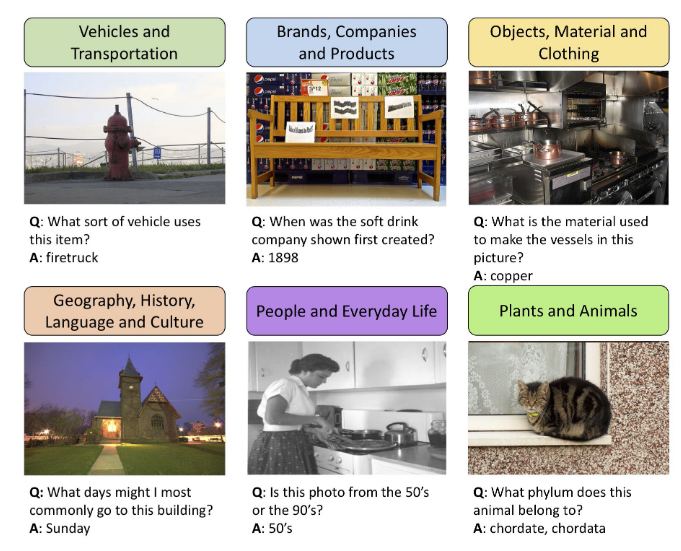 Vehicles and
Transportation
Brands, Companies
and Products
Objects, Material and
Clothing
pepsi
3/$12
Q: What sort of vehicle uses
this item?
A: firetruck
Q: When was the soft drink
company shown first created?
A: 1898
Q: What is the material used
to make the vessels in this
picture?
A: copper
Geography, History,
Language and Culture
People and Everyday Life
Plants and Animals
Q: What days might I most
commonly go to this building?
A: Sunday
Q: Is this photo from the 50's
or the 90's?
A: 50's
Q: What phylum does this
animal belong to?
A: chordate, chordata